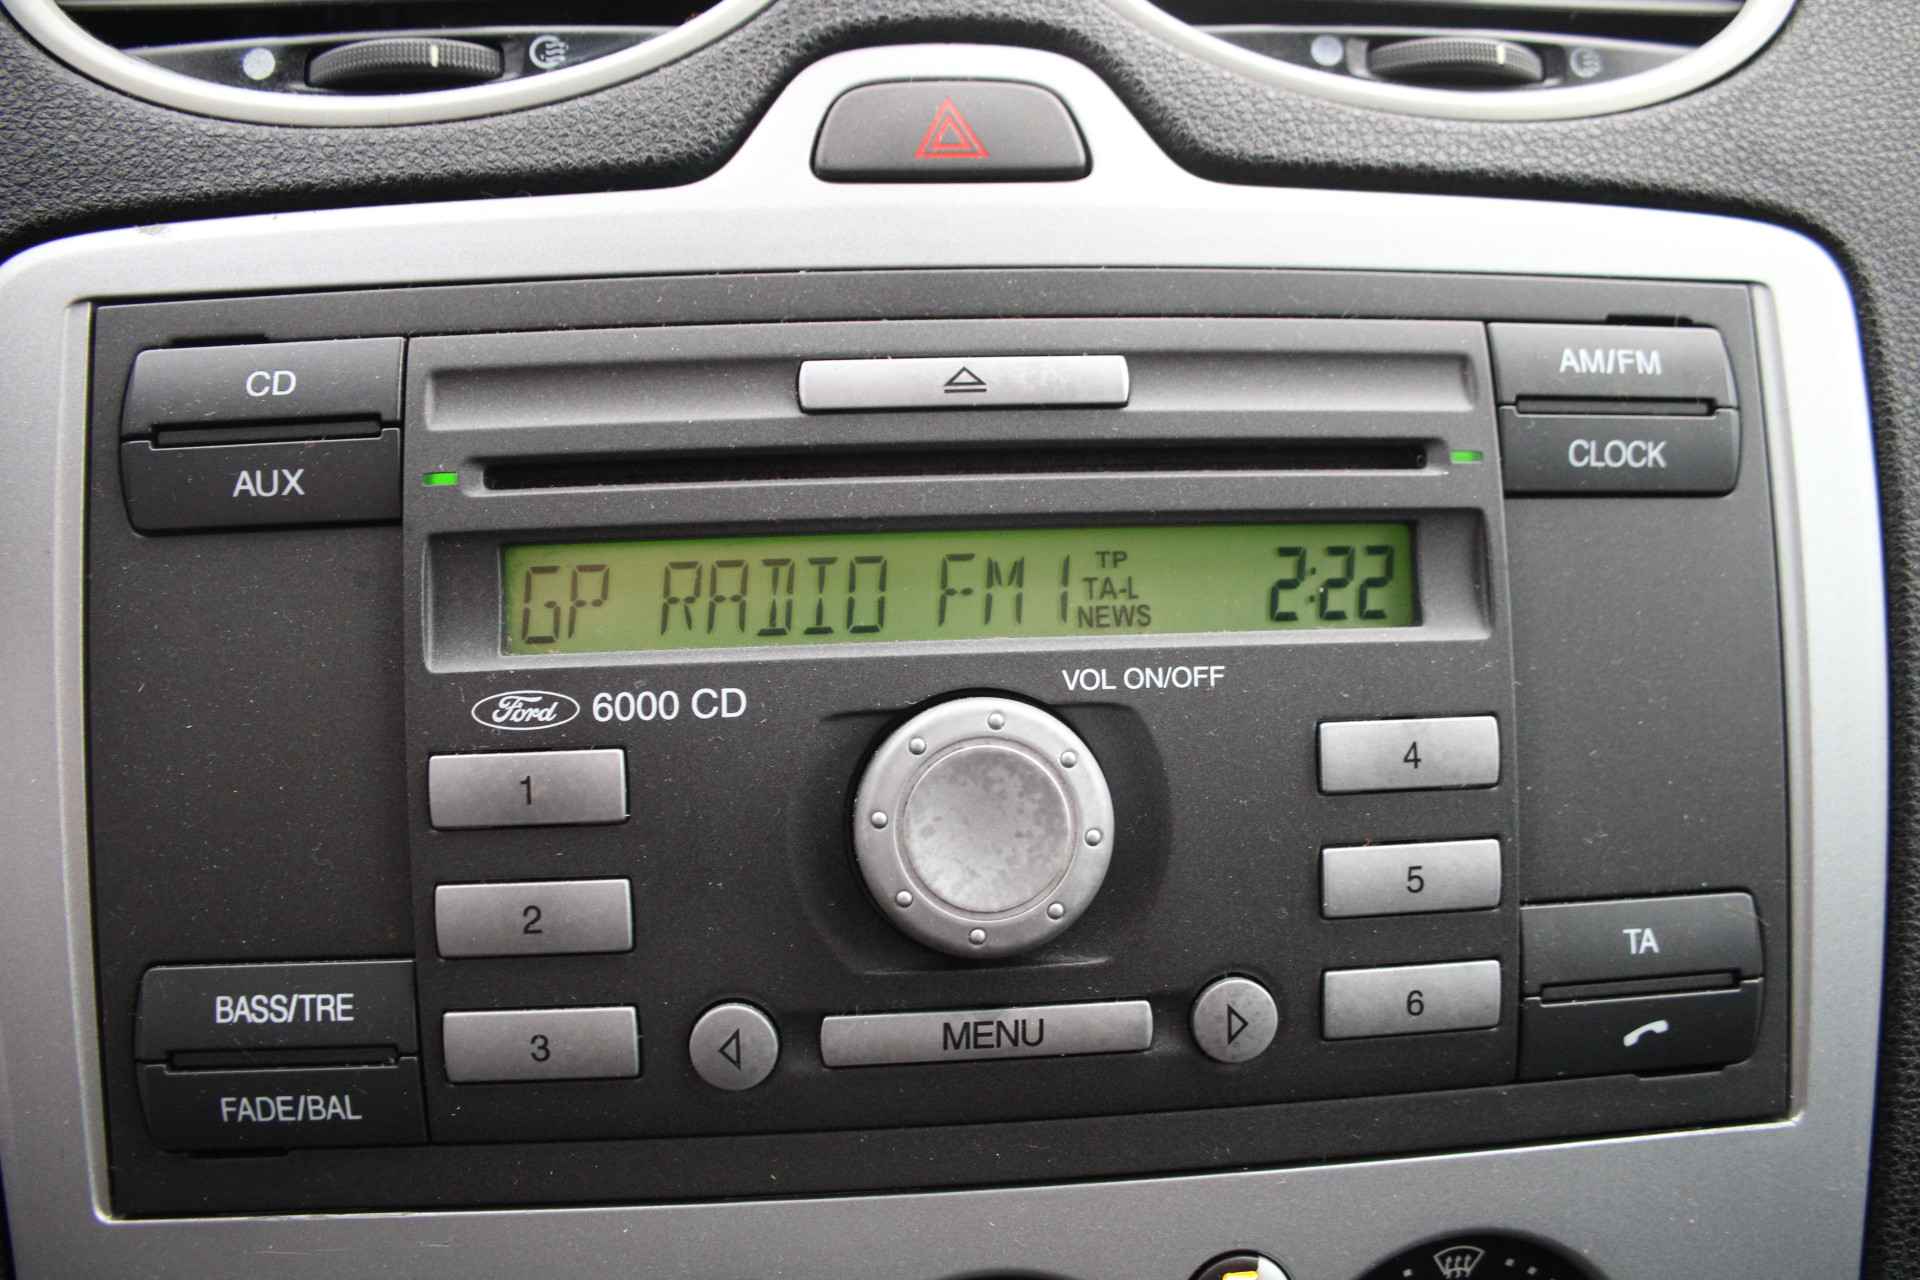 CD
AUX
AM/FM
CLOCK
GP RADIO FM1 TP TA-L NEWS 2:22
Ford 6000 CD
VOL ON/OFF
1
2
3
4
5
6
BASS/TRE
FADE/BAL
MENU
TA